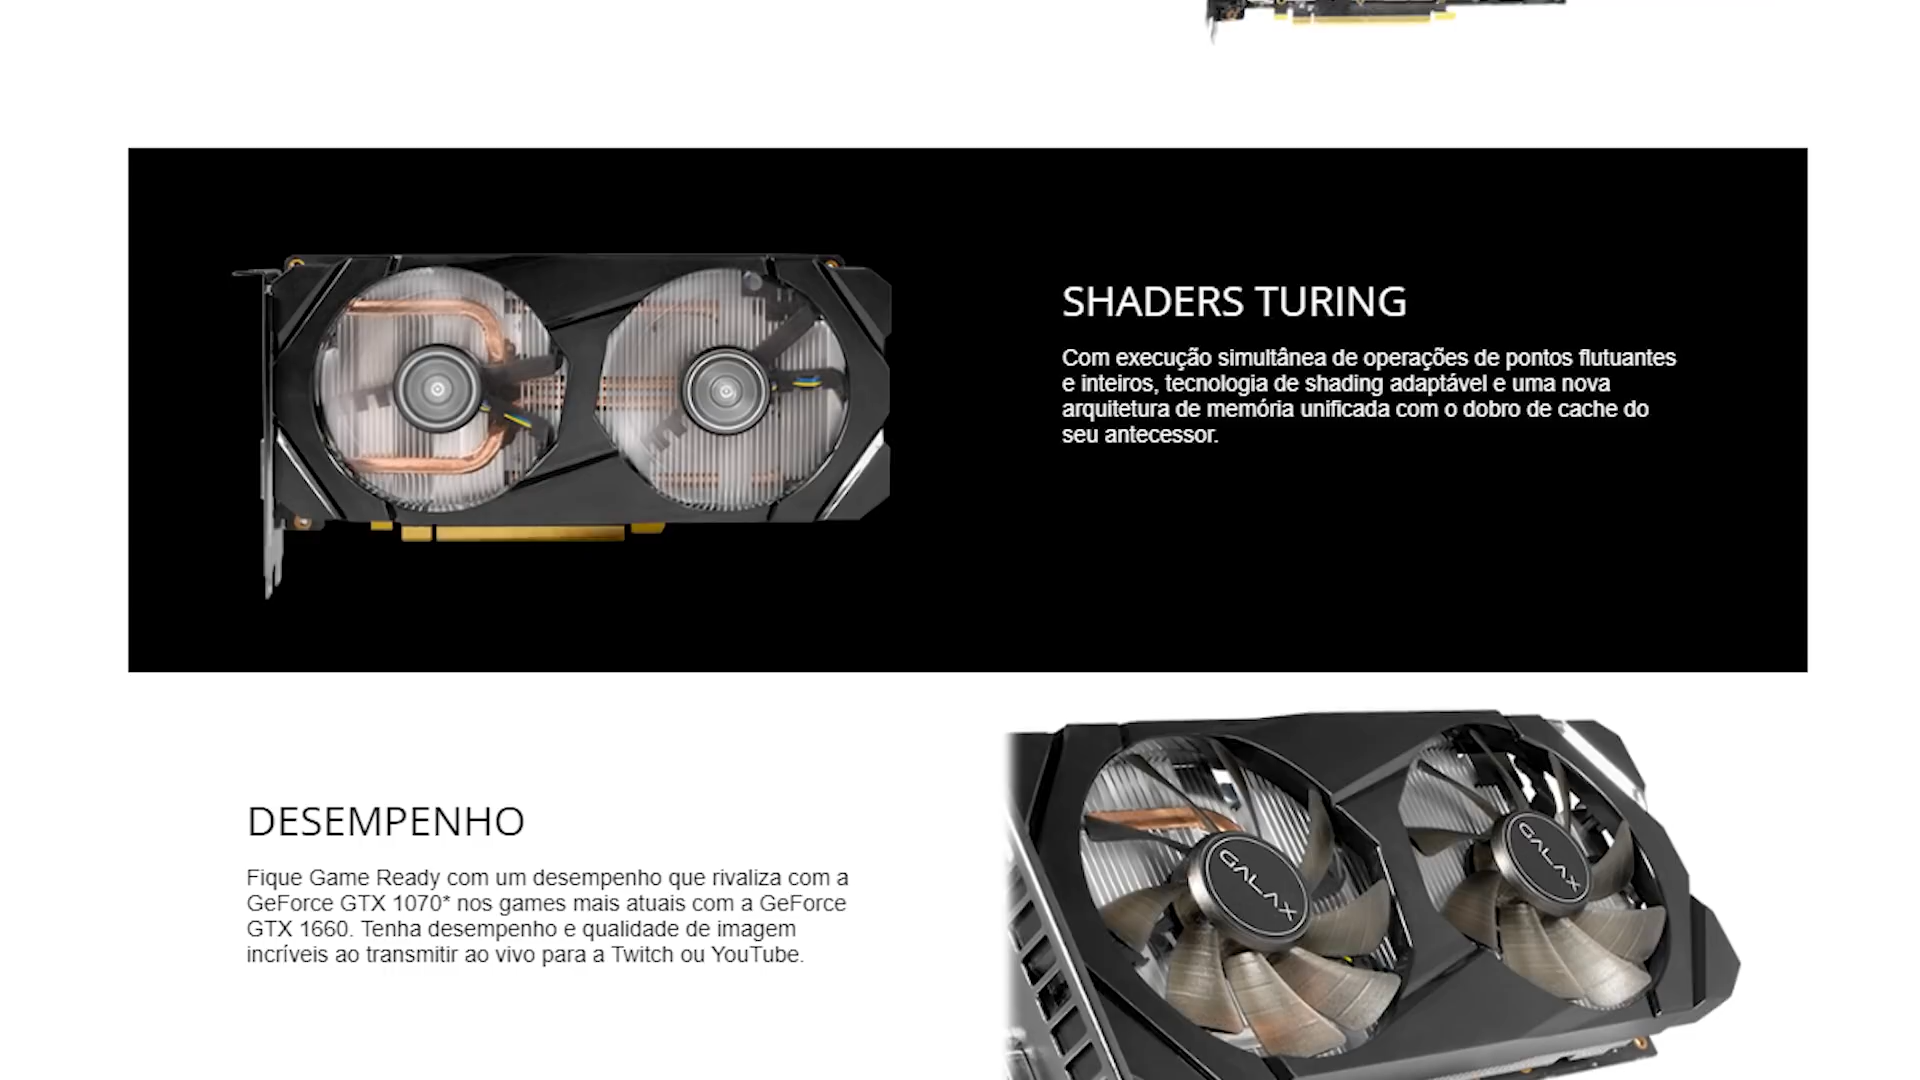 SHADERS TURING
Com execução simultânea de operações de pontos flutuantes
e inteiros, tecnologia de shading adaptável e uma nova
arquitetura de memória unificada com o dobro de cache do
seu antecessor.
DESEMPENHO
Fique Game Ready com um desempenho que rivaliza com a
GeForce GTX 1070* nos games mais atuais com a GeForce
GTX 1660. Tenha desempenho e qualidade de imagem
incríveis ao transmitir ao vivo para a Twitch ou YouTube.
GALAX
GALAX